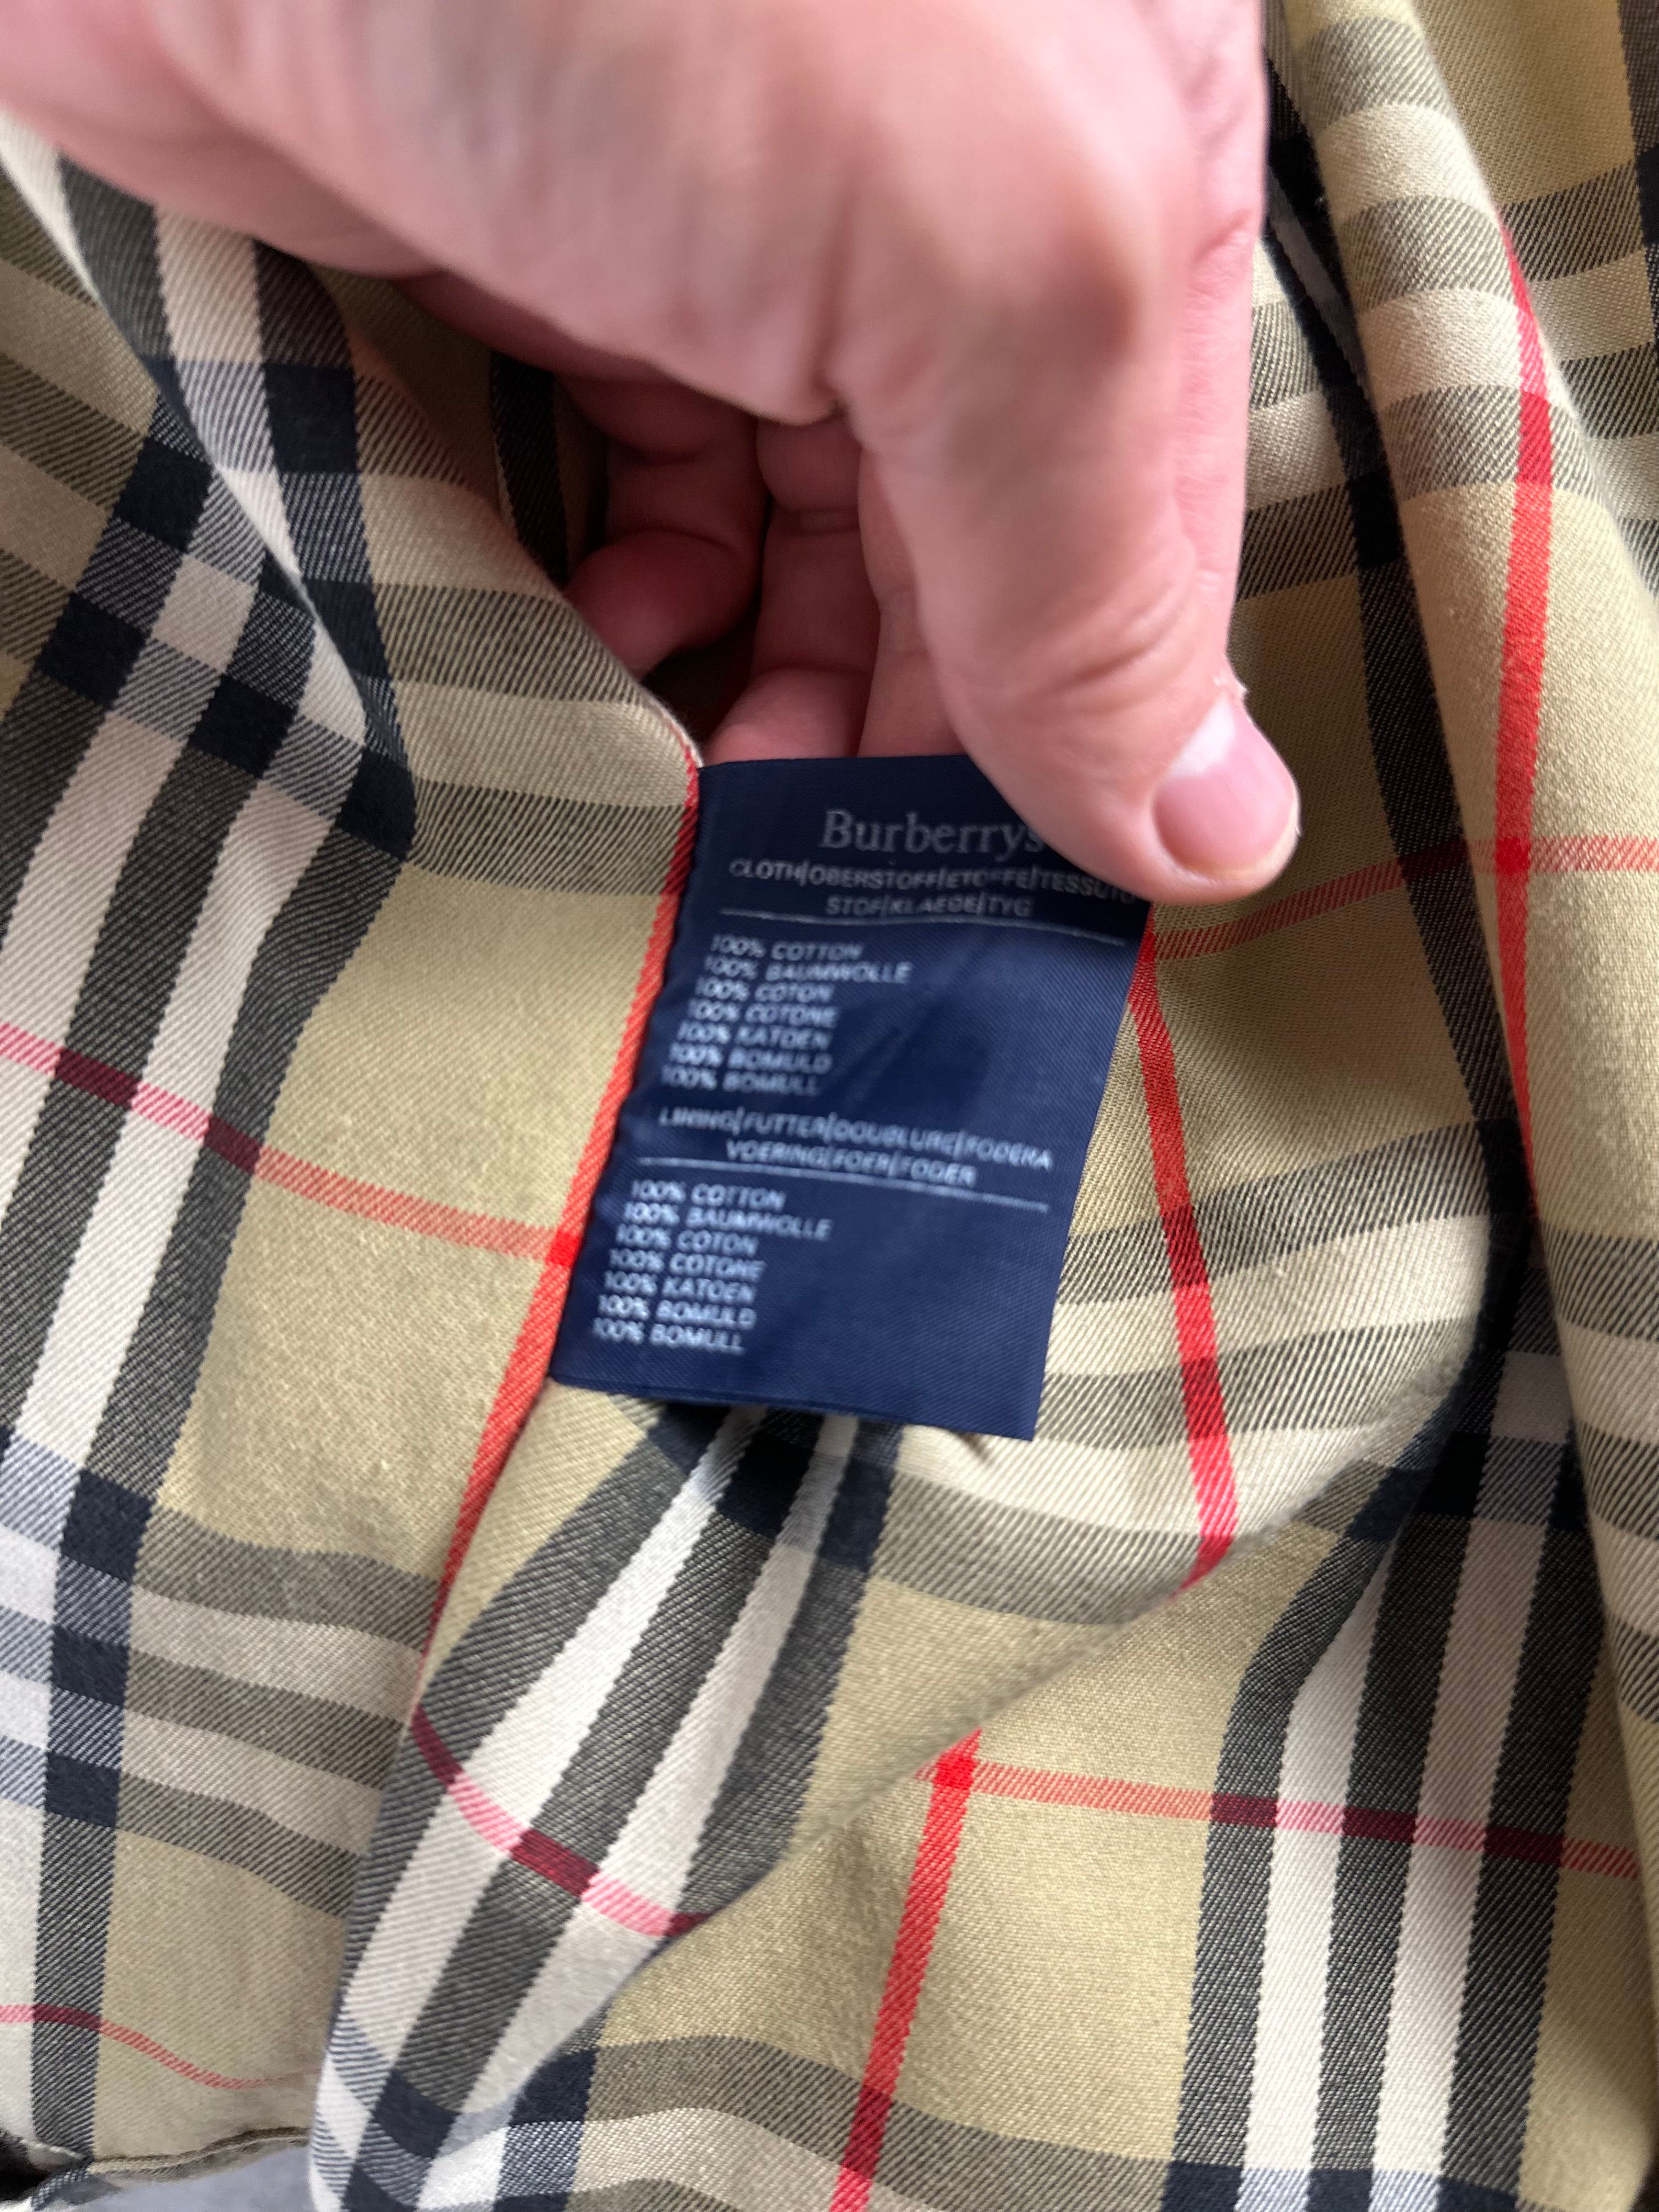 Burberrys
CLOTH|OBERSTOFF|ETOFFE|TESSUTO
STOF|KLAEDE|TYG
100% COTTON
100% BAUMWOLLE
100% COTON
100% COTONE
100% KATOEN
100% BOMULD
100% BOMULL
LINING|FUTTER|DOUBLURE|FODERA
VOERING|FOER|FODER
100% COTTON
100% BAUMWOLLE
100% COTON
100% COTONE
100% KATOEN
100% BOMULD
100% BOMULL